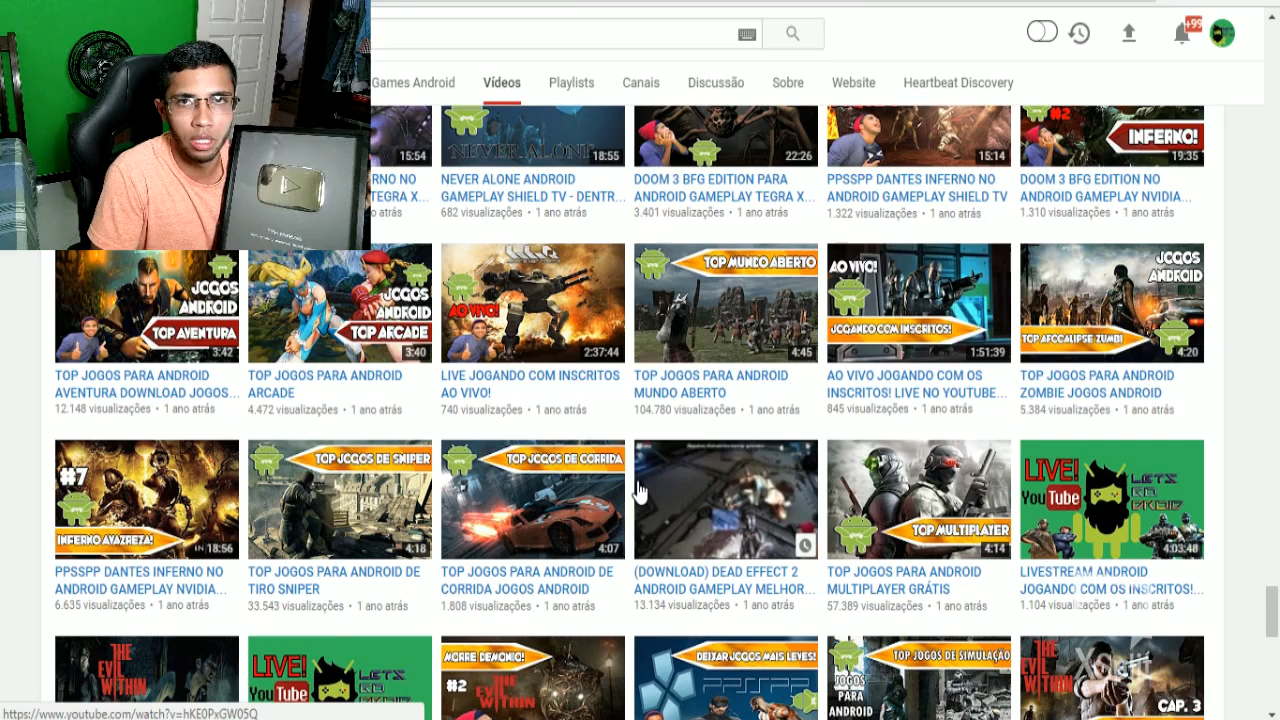 +99
Games Android
Vídeos
Playlists
Canais
Discussão
Sobre
Website
Heartbeat Discovery
NEVER ALONE
#2
INFERNO!
15:54
18:55
22:26
15:14
19:35
RNO NO
TEGRA X...
atrás
NEVER ALONE ANDROID
GAMEPLAY SHIELD TV - DENTR...
682 visualizações • 1 ano atrás
DOOM 3 BFG EDITION PARA
ANDROID GAMEPLAY TEGRA X...
3.401 visualizações • 1 ano atrás
PPSSPP DANTES INFERNO NO
ANDROID GAMEPLAY SHIELD TV
1.322 visualizações • 1 ano atrás
DOOM 3 BFG EDITION NO
ANDROID GAMEPLAY NVIDIA...
1.310 visualizações • 1 ano atrás
JOGOS
ANDROID
TOP AVENTURA
3:42
JOGOS
ANDROID
TOP ARCADE
3:40
AO VIVO!
2:37:44
TOP MUNDO ABERTO
4:45
AO VIVO!
JOGANDO COM INSCRITOS!
1:51:39
JOGOS
ANDROID
TOP APOCALIPSE ZUMBI
4:20
TOP JOGOS PARA ANDROID
AVENTURA DOWNLOAD JOGOS...
12.148 visualizações • 1 ano atrás
TOP JOGOS PARA ANDROID
ARCADE
4.472 visualizações • 1 ano atrás
LIVE JOGANDO COM INSCRITOS
AO VIVO!
740 visualizações • 1 ano atrás
TOP JOGOS PARA ANDROID
MUNDO ABERTO
104.780 visualizações • 1 ano atrás
AO VIVO JOGANDO COM OS
INSCRITOS! LIVE NO YOUTUBE...
845 visualizações • 1 ano atrás
TOP JOGOS PARA ANDROID
ZOMBIE JOGOS ANDROID
5.384 visualizações • 1 ano atrás
#7
INFERNO AVAREZA!
18:56
TOP JOGOS DE SNIPER
4:18
TOP JOGOS DE CORRIDA
4:07
TOP MULTIPLAYER
4:14
LIVE!
YouTube
LETS
GO
DROID
4:03:48
PPSSPP DANTES INFERNO NO
ANDROID GAMEPLAY NVIDIA...
6.635 visualizações • 1 ano atrás
TOP JOGOS PARA ANDROID DE
TIRO SNIPER
33.543 visualizações • 1 ano atrás
TOP JOGOS PARA ANDROID DE
CORRIDA JOGOS ANDROID
1.808 visualizações • 1 ano atrás
(DOWNLOAD) DEAD EFFECT 2
ANDROID GAMEPLAY MELHOR...
13.134 visualizações • 1 ano atrás
TOP JOGOS PARA ANDROID
MULTIPLAYER GRÁTIS
57.389 visualizações • 1 ano atrás
LIVESTREAM ANDROID
JOGANDO COM OS INSCRITOS!...
1.104 visualizações • 1 ano atrás
THE
EVIL
WITHIN
LIVE!
YouTube
LETS
GO
MORRE DEMONIO!
#2
THE
EVIL
WITHIN
DEIXAR JOGOS MAIS LEVES!
PPSSPP
TOP JOGOS DE SIMULAÇÃO
JOGOS
PARA
ANDROID
THE
EVIL
WITHIN
CAP. 3
https://www.youtube.com/watch?v=hKE0PxGW05Q